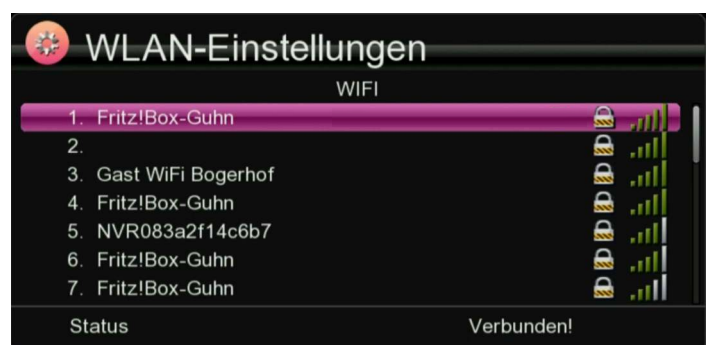 WLAN-Einstellungen
WIFI
1. Fritz!Box-Guhn
2.
3. Gast WiFi Bogerhof
4. Fritz!Box-Guhn
5. NVR083a2f14c6b7
6. Fritz!Box-Guhn
7. Fritz!Box-Guhn
Status Verbunden!